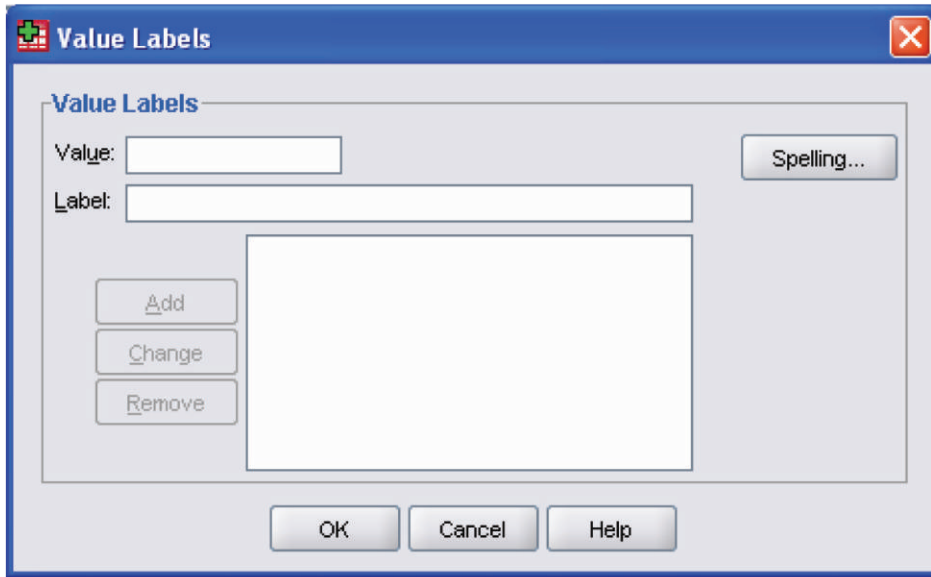 Value Labels
Value Labels
Value:
Spelling...
Label:
Add
Change
Remove
OK Cancel Help